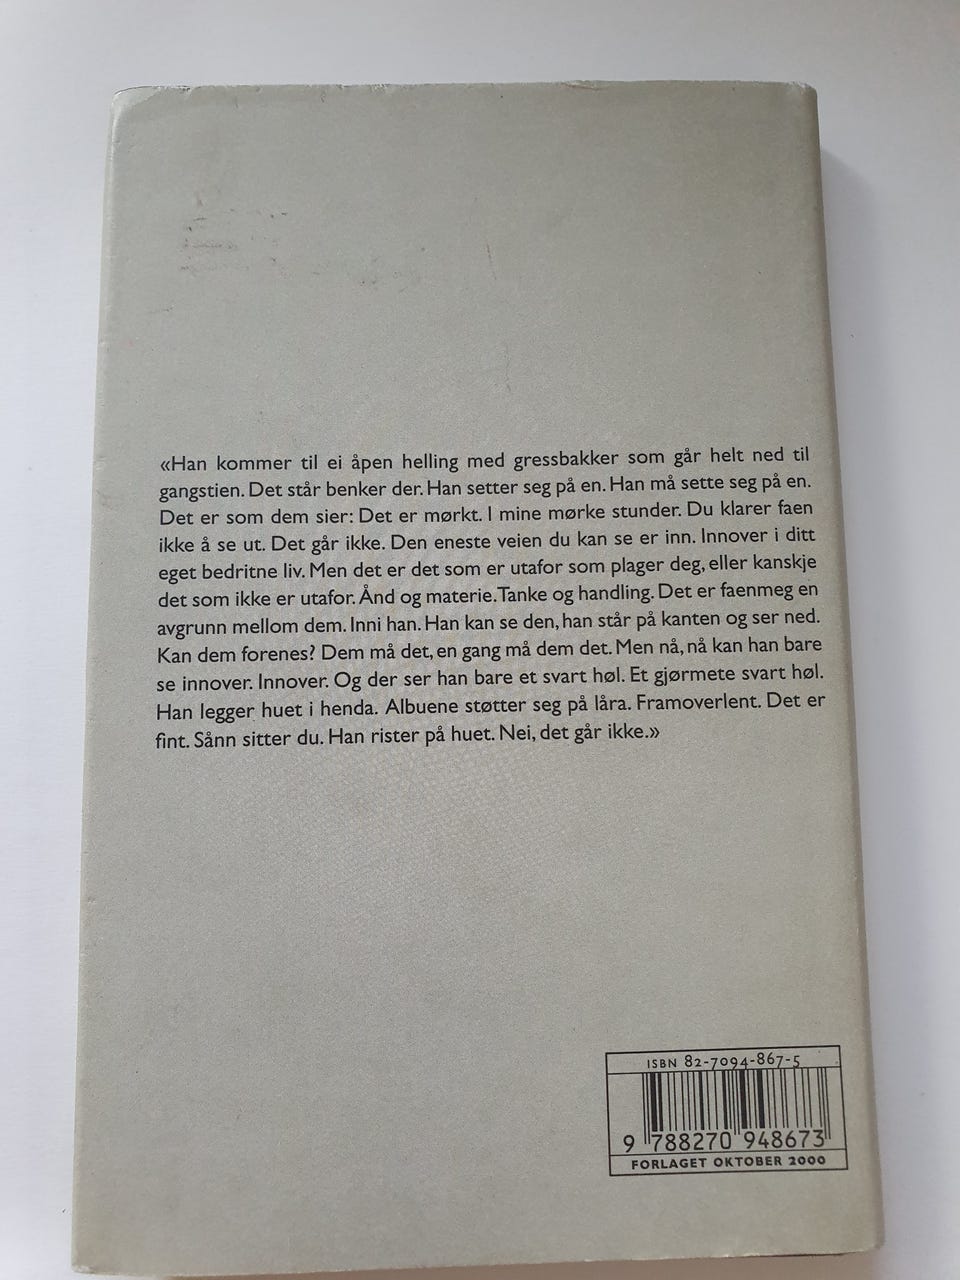 «Han kommer til ei åpen helling med gressbakker som går helt ned til
gangstien. Det står benker der. Han setter seg på en. Han må sette seg på en.
Det er som dem sier: Det er mørkt. I mine mørke stunder. Du klarer faen
ikke å se ut. Det går ikke. Den eneste veien du kan se er inn. Innover i ditt
eget bedritne liv. Men det er det som er utafor som plager deg, eller kanskje
det som ikke er utafor. Ånd og materie. Tanke og handling. Det er faenmeg en
avgrunn mellom dem. Inni han. Han kan se den, han står på kanten og ser ned.
Kan dem forenes? Dem må det, en gang må dem det. Men nå, nå kan han bare
se innover. Innover. Og der ser han bare et svart høl. Et gjørmete svart høl.
Han legger huet i henda. Albuene støtter seg på låra. Framoverlent. Det er
fint. Sånn sitter du. Han rister på huet. Nei, det går ikke.»
ISBN 82-7094-867-5
9 788270 948673
FORLAGET OKTOBER 2000